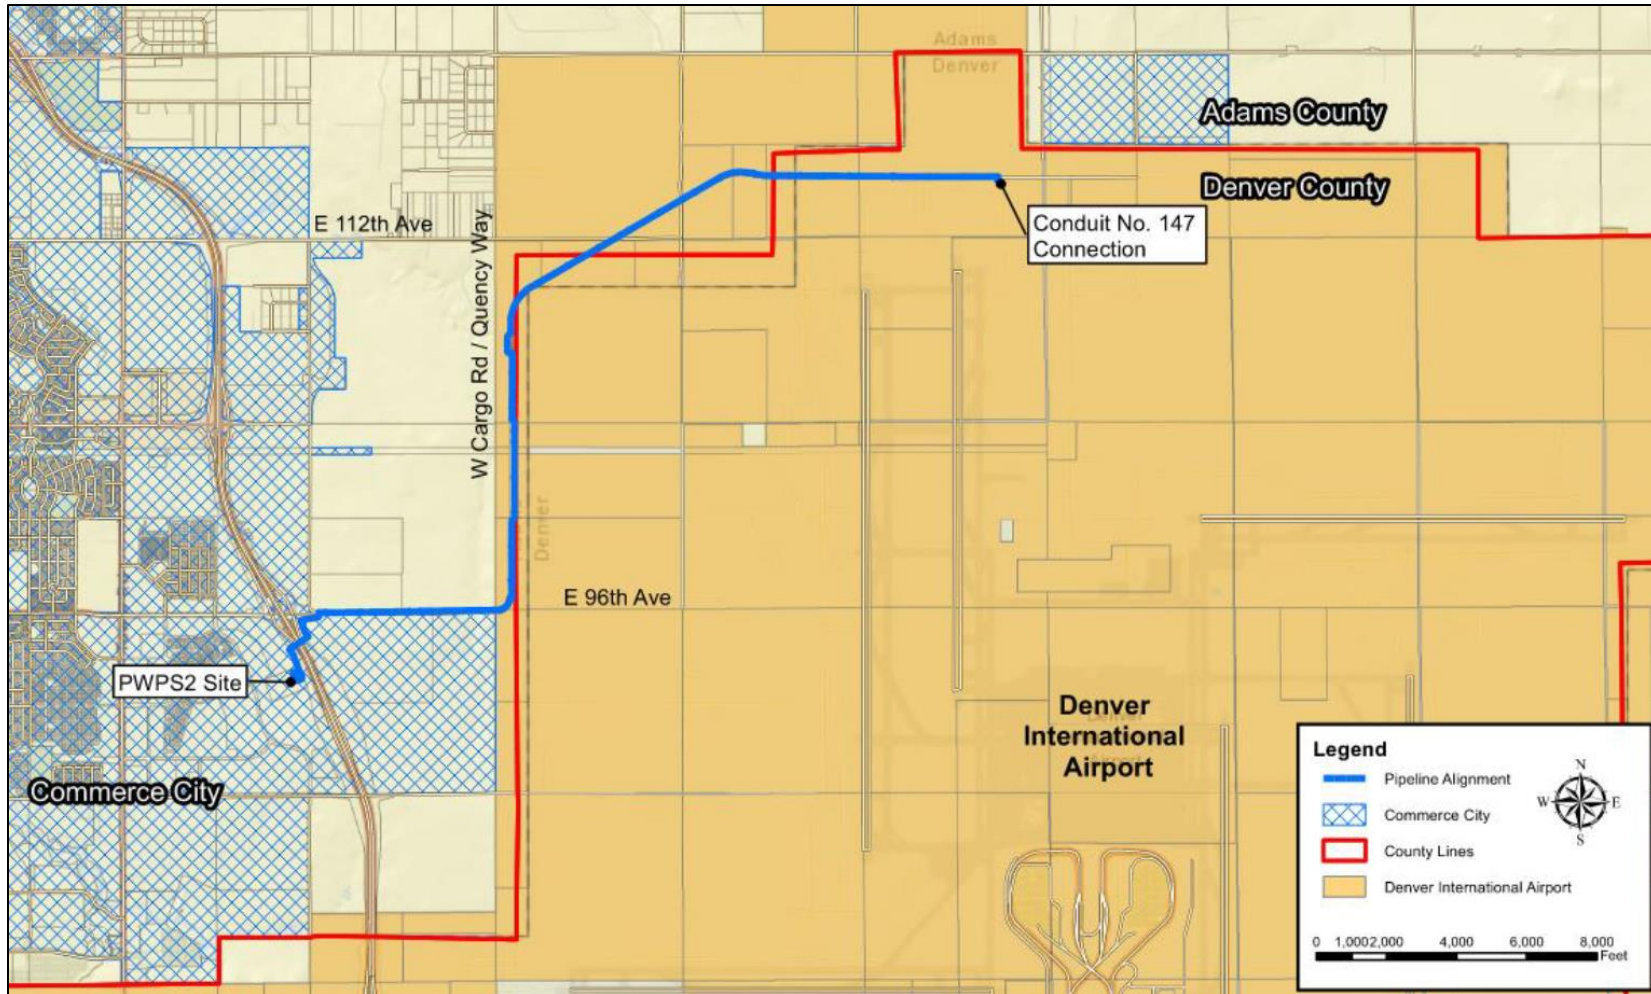 Adams
Denver
Adams County
Denver County
E 112th Ave
Conduit No. 147
Connection
W Cargo Rd / Quency Way
Denver
E 96th Ave
PWPS2 Site
Denver
International
Airport
Commerce City
Legend
Pipeline Alignment
Commerce City
County Lines
Denver International Airport
N
W
E
S
0 1,0002,000 4,000 6,000 8,000
Feet